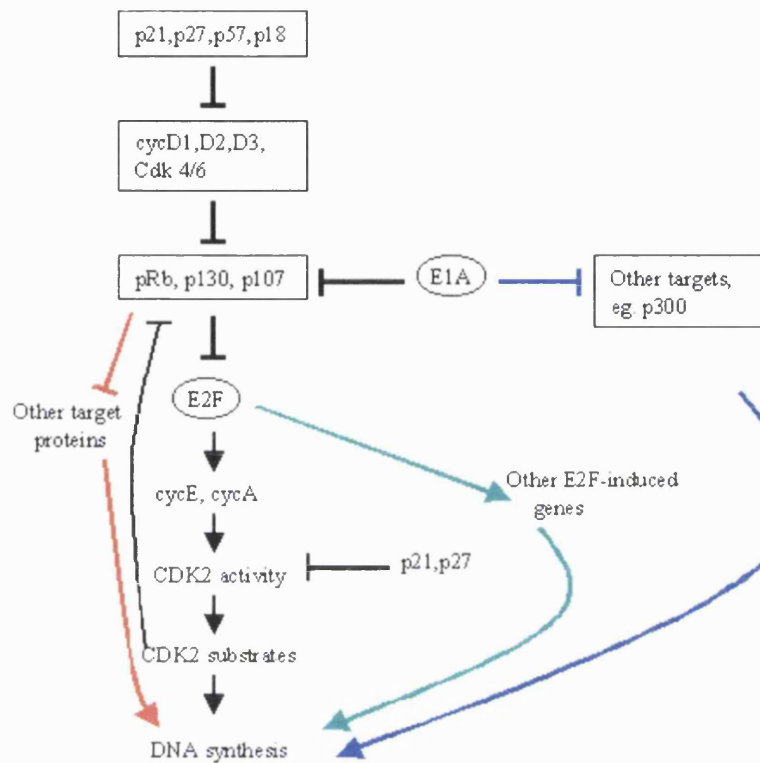 p21,p27,p57,p18
cycD1,D2,D3,
Cdk 4/6
pRb, p130, p107
E1A
Other targets,
eg. p300
E2F
Other target
proteins
cycE, cycA
Other E2F-induced
genes
CDK2 activity
p21,p27
CDK2 substrates
DNA synthesis